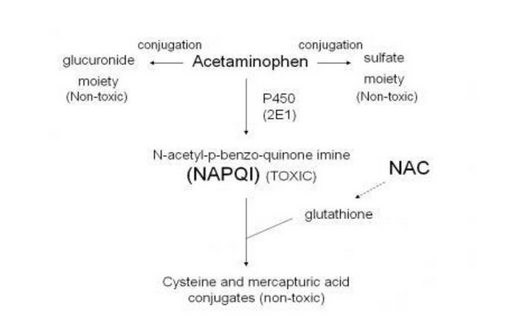 conjugation
conjugation
glucuronide
Acetaminophen
sulfate
moiety
(Non-toxic)
moiety
(Non-toxic)
P450
(2E1)
N-acetyl-p-benzo-quinone imine
(NAPQI) (TOXIC)
NAC
glutathione
Cysteine and mercapturic acid
conjugates (non-toxic)